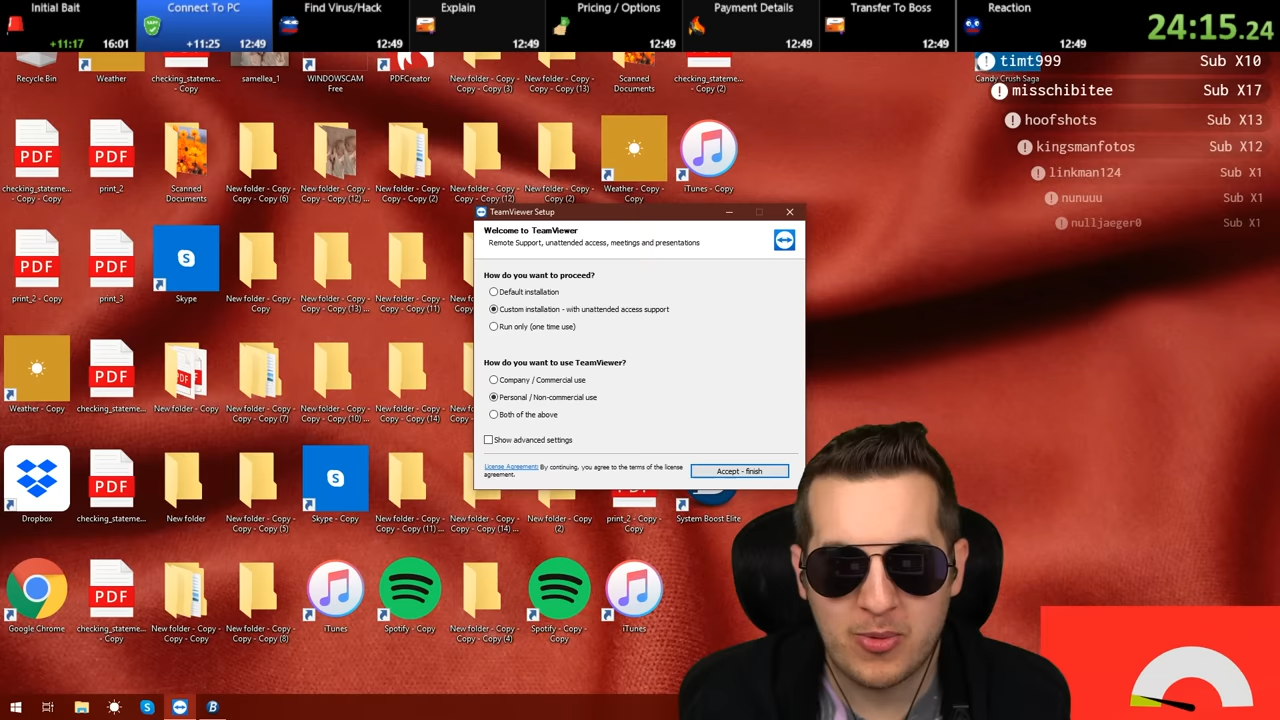 Initial Bait
+11:17 16:01
Connect To PC
SAFE
+11:25 12:49
Find Virus/Hack
12:49
Explain
12:49
Pricing / Options
12:49
Payment Details
12:49
Transfer To Boss
12:49
Reaction
12:49
24:15.24
timt999 Sub X10
Candy Crush Saga
misschibitee Sub X17
hoofshots Sub X13
kingsmanfotos Sub X12
linkman124 Sub X1
nunuuu Sub X1
nulljaeger0 Sub X1
Recycle Bin
Weather
checking_stateme...
- Copy
samellea_1
WINDOWSCAM
Free
PDFCreator
New folder - Copy
- Copy (3)
New folder - Copy
- Copy (13)
Scanned
Documents
checking_stateme...
- Copy (2)
PDF
checking_stateme...
- Copy - Copy
PDF
print_2
Scanned
Documents
New folder - Copy
- Copy (6)
New folder - Copy
- Copy (12) ...
New folder - Copy
- Copy (2)
New folder - Copy
- Copy (12)
New folder - Copy
- Copy (2)
Weather - Copy -
Copy
iTunes - Copy
PDF
print_2 - Copy
PDF
print_3
Skype
New folder - Copy -
Copy
New folder - Copy
- Copy (13) ...
New folder - Copy
- Copy (11)
Weather - Copy
PDF
checking_stateme...
New folder - Copy
New folder - Copy
- Copy (7)
New folder - Copy
- Copy (10) ...
New folder - Copy
- Copy (14)
TeamViewer Setup
Welcome to TeamViewer
Remote Support, unattended access, meetings and presentations
How do you want to proceed?
Default installation
Custom installation - with unattended access support
Run only (one time use)
How do you want to use TeamViewer?
Company / Commercial use
Personal / Non-commercial use
Both of the above
Show advanced settings
License Agreement: By continuing, you agree to the terms of the license
agreement.
Accept - finish
Dropbox
PDF
checking_stateme...
New folder
New folder - Copy
- Copy (5)
Skype - Copy
New folder - Copy
- Copy (11) ...
New folder - Copy
- Copy (14) ...
New folder - Copy
(2)
PDF
print_2 - Copy -
Copy
System Boost Elite
Google Chrome
PDF
checking_stateme...
- Copy
New folder - Copy
- Copy - Copy
New folder - Copy
- Copy (8)
iTunes
Spotify - Copy
New folder - Copy
- Copy (4)
Spotify - Copy -
Copy
iTunes